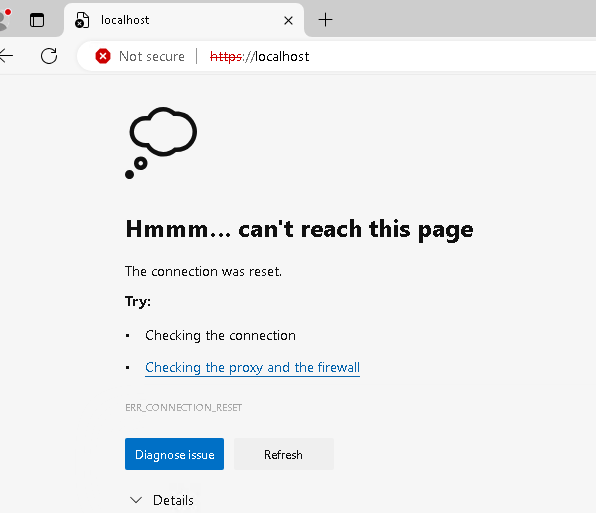 localhost
Not secure
https://localhost
Hmmm... can't reach this page
The connection was reset.
Try:
• Checking the connection
• Checking the proxy and the firewall
ERR_CONNECTION_RESET
Diagnose issue Refresh
Details